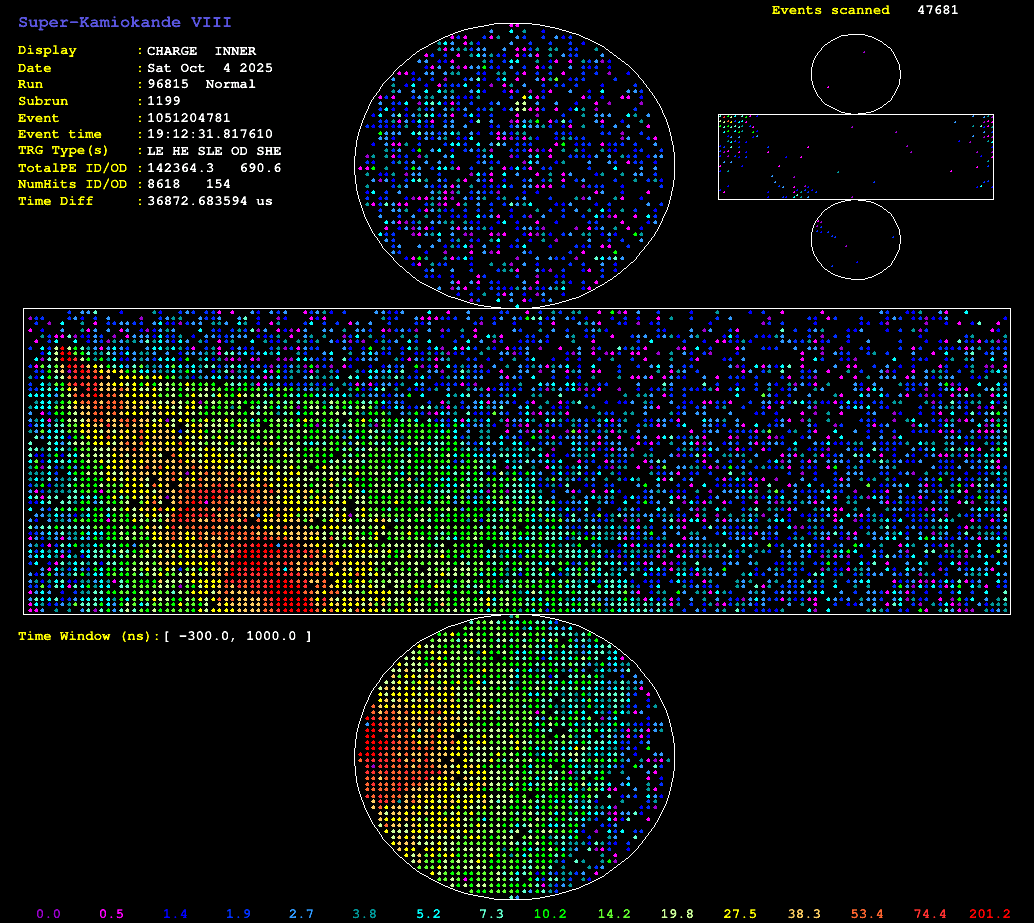 Super-Kamiokande VIII
Events scanned 47681
Display : CHARGE INNER
Date : Sat Oct 4 2025
Run : 96815 Normal
Subrun : 1199
Event : 1051204781
Event time : 19:12:31.817610
TRG Type(s) : LE HE SLE OD SHE
TotalPE ID/OD : 142364.3 690.6
NumHits ID/OD : 8618 154
Time Diff : 36872.683594 us
Time Window (ns):[ -300.0, 1000.0 ]
0.0 0.5 1.4 1.9 2.7 3.8 5.2 7.3 10.2 14.2 19.8 27.5 38.3 53.4 74.4 201.2